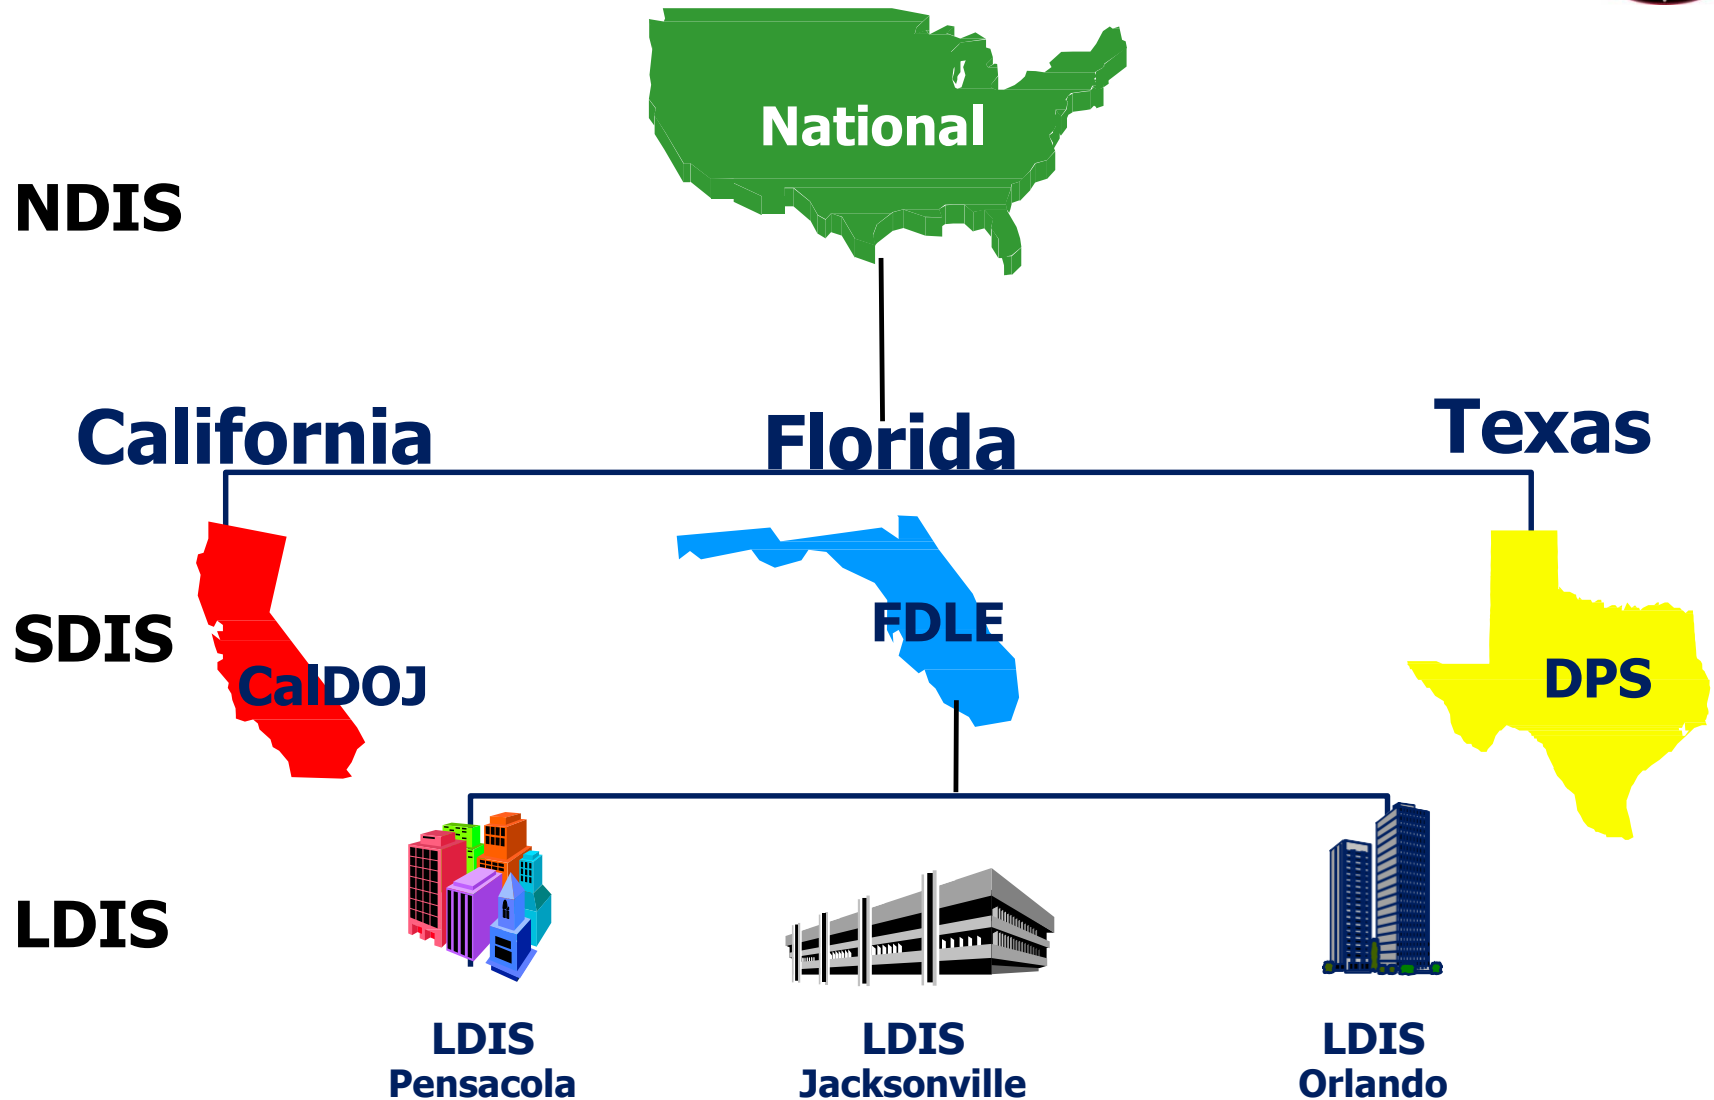 National
NDIS
California
Florida
Texas
SDIS
CalDOJ
FDLE
DPS
LDIS
LDIS
Pensacola
LDIS
Jacksonville
LDIS
Orlando